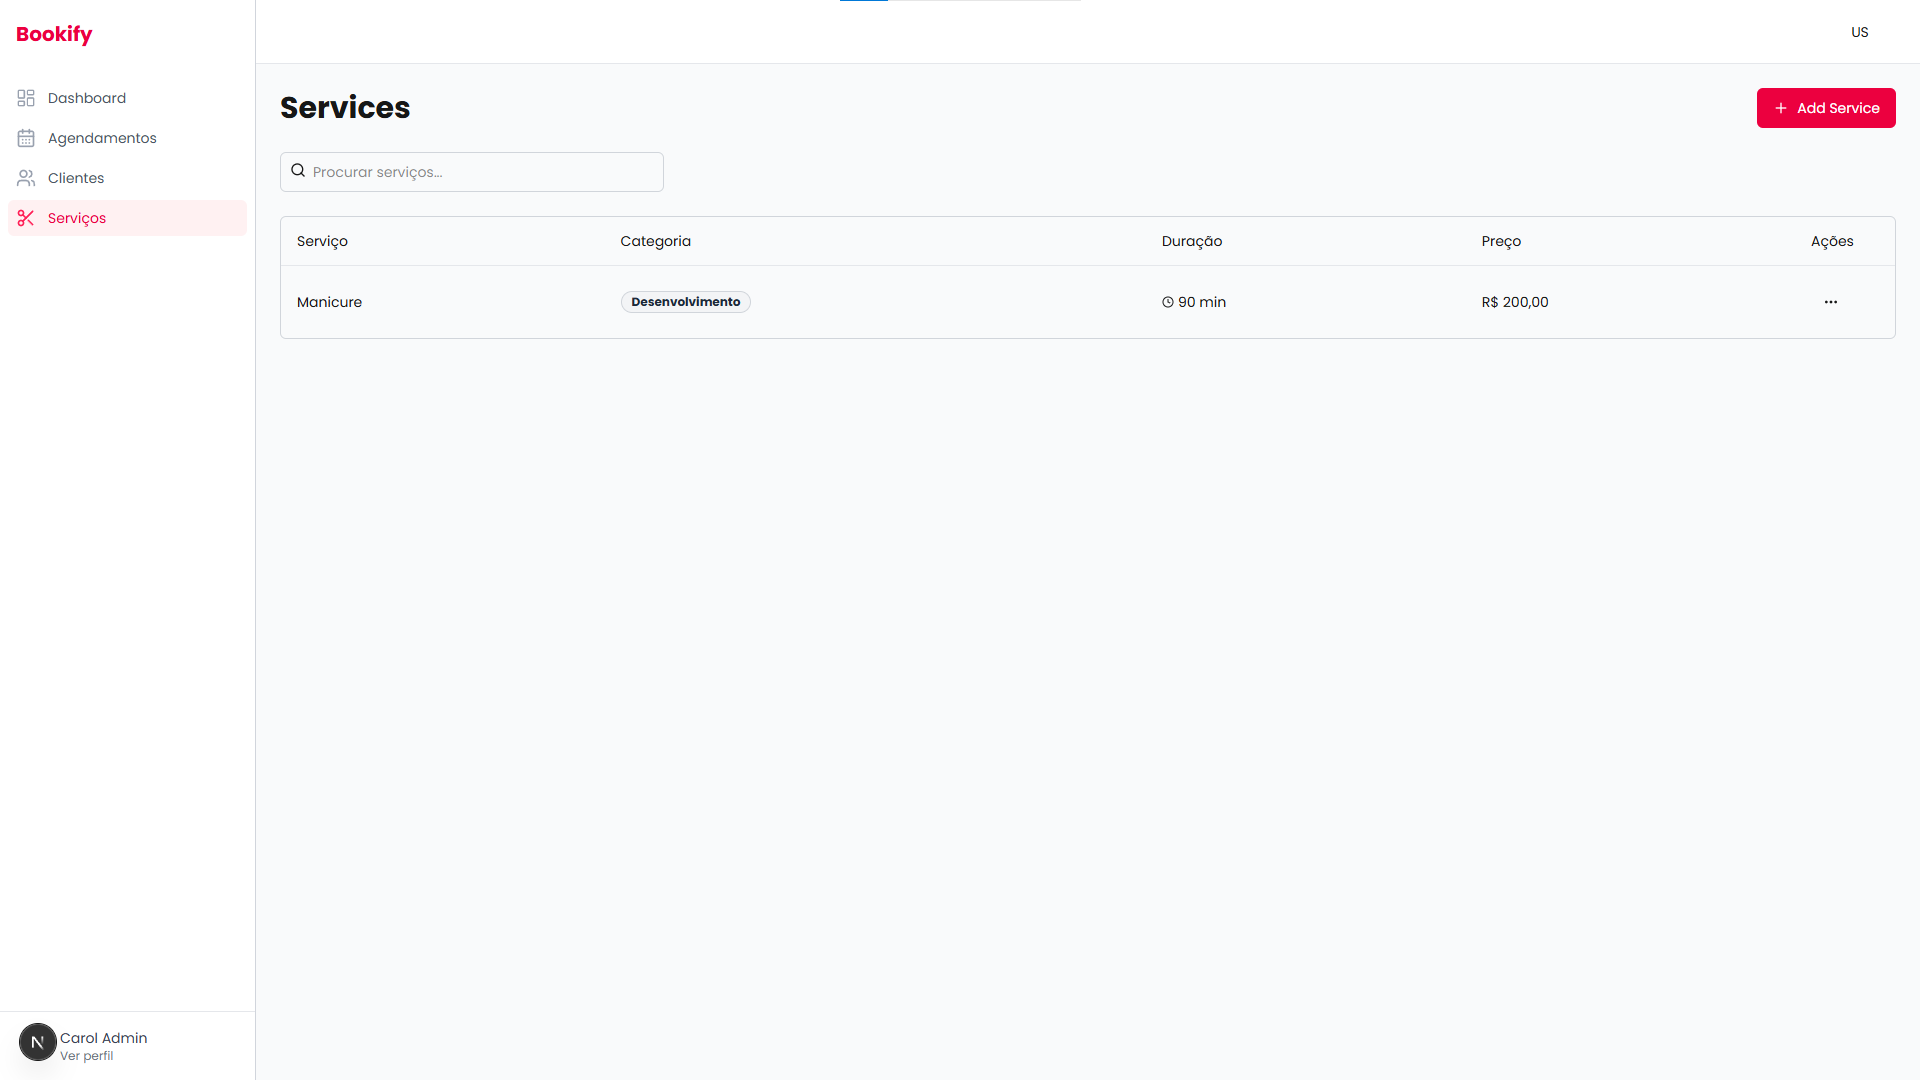 Bookify
US
Dashboard
Agendamentos
Clientes
Serviços
Services
Add Service
Procurar serviços...
Serviço Categoria Duração Preço Ações
Manicure Desenvolvimento 90 min R$ 200,00
N
Carol Admin
Ver perfil